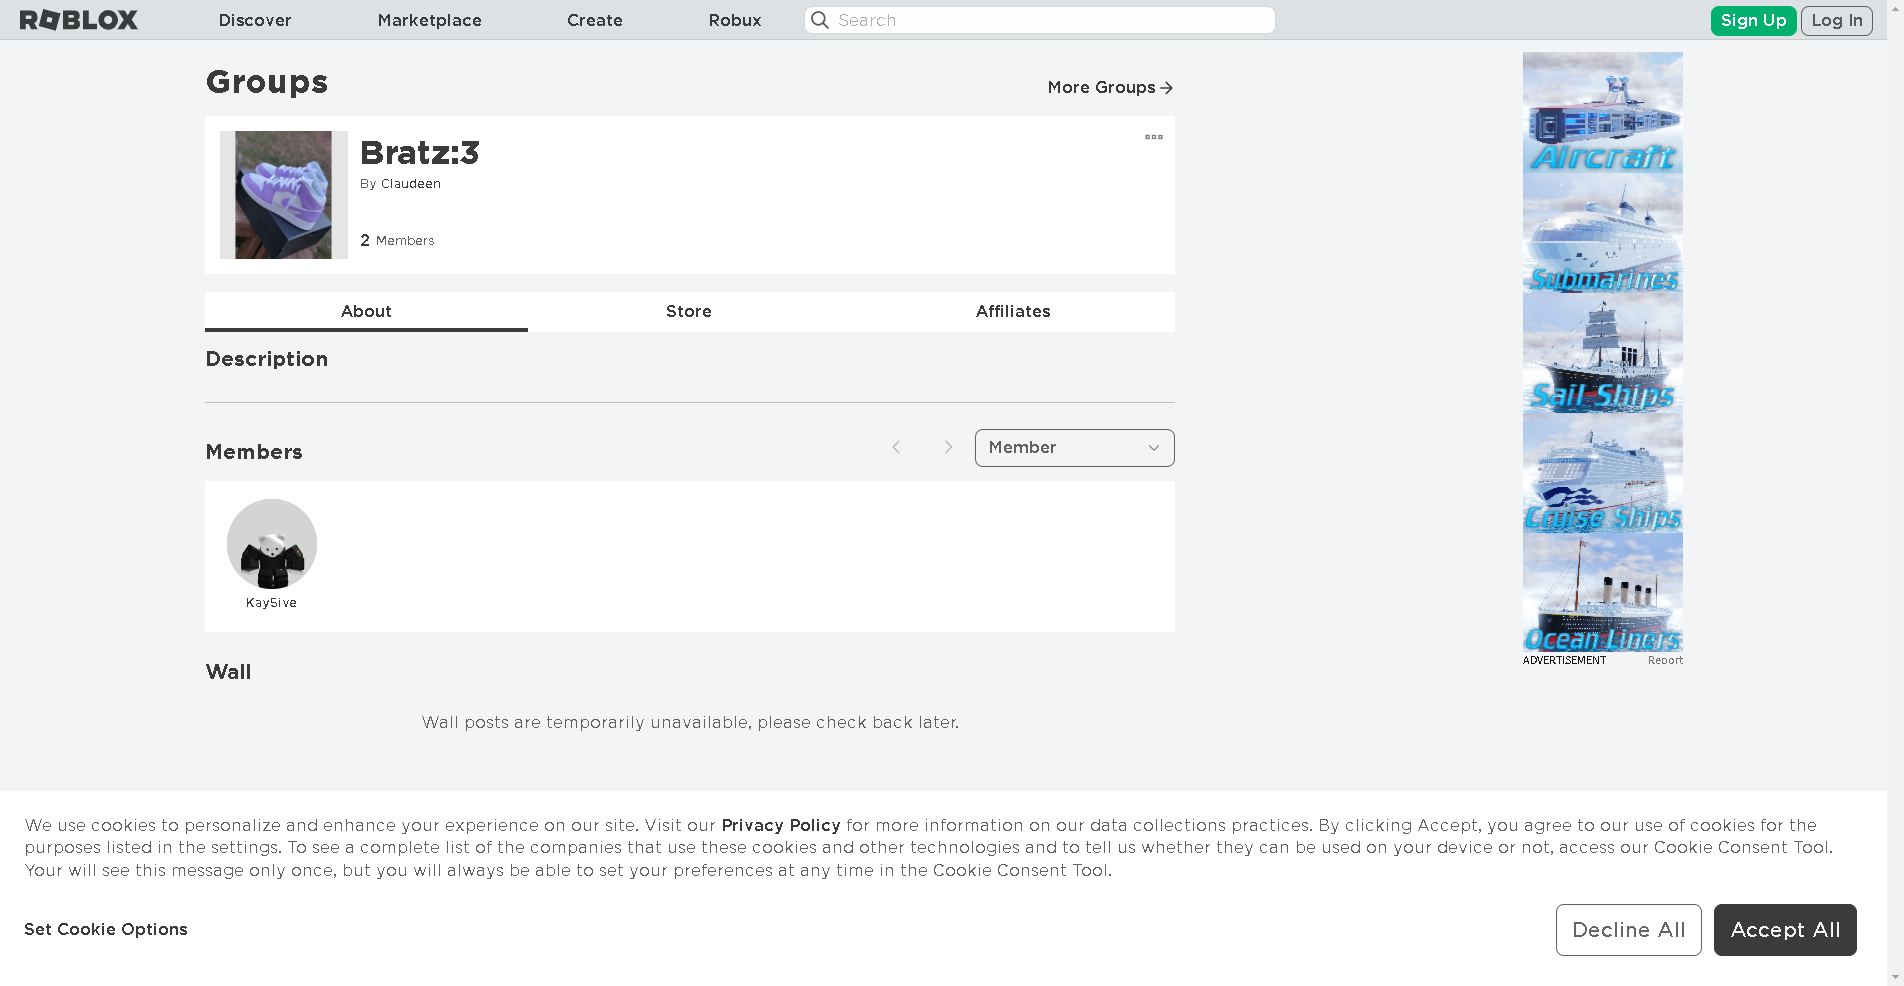 ROBLOX
Discover
Marketplace
Create
Robux
Search
Sign Up
Log In
Groups
More Groups
Bratz:3
By Claudeen
2 Members
About
Store
Affiliates
Description
Members
Member
Kay5ive
Wall
Wall posts are temporarily unavailable, please check back later.
Aircraft
Submarines
Sail Ships
Cruise Ships
Ocean Liners
ADVERTISEMENT
Report
We use cookies to personalize and enhance your experience on our site. Visit our Privacy Policy for more information on our data collections practices. By clicking Accept, you agree to our use of cookies for the
purposes listed in the settings. To see a complete list of the companies that use these cookies and other technologies and to tell us whether they can be used on your device or not, access our Cookie Consent Tool.
Your will see this message only once, but you will always be able to set your preferences at any time in the Cookie Consent Tool.
Set Cookie Options
Decline All
Accept All